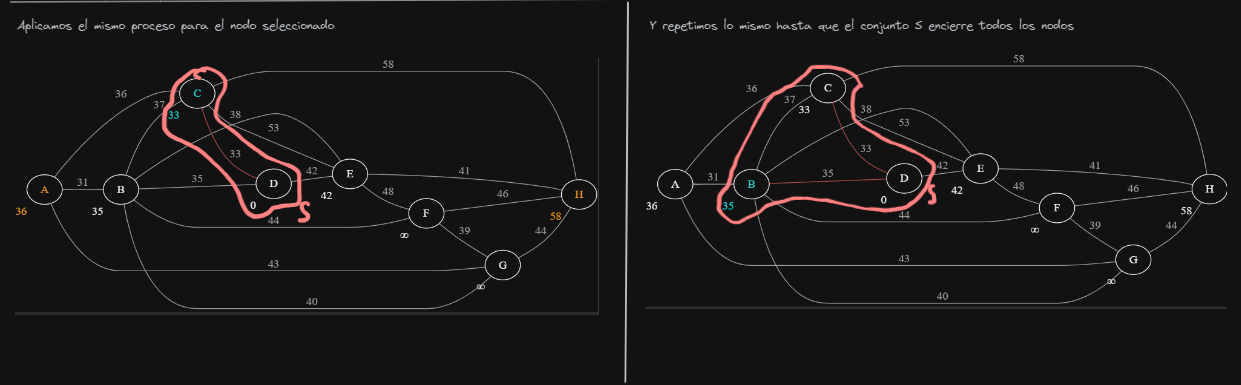 Aplicamos el mismo proceso para el nodo seleccionado
58
36
C
37
33
38
53
33
A
31
B
35
D
42
E
41
36
35
0
42
48
46
H
58
44
S
F
∞
39
44
43
G
∞
40
Y repetimos lo mismo hasta que el conjunto S encierre todos los nodos
58
36
C
37
33
38
53
33
A
31
B
35
D
42
E
41
36
35
0
42
48
46
H
58
44
S
F
∞
39
44
43
G
∞
40